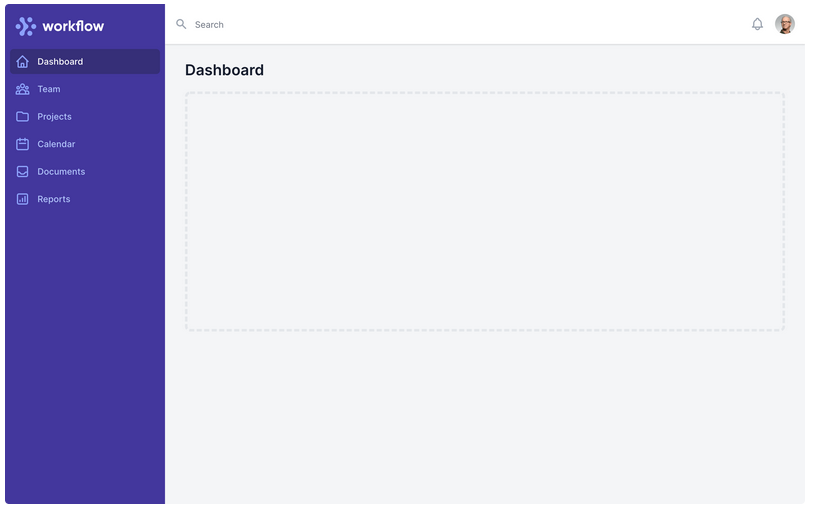 workflow
Search
Dashboard
Dashboard
Team
Projects
Calendar
Documents
Reports